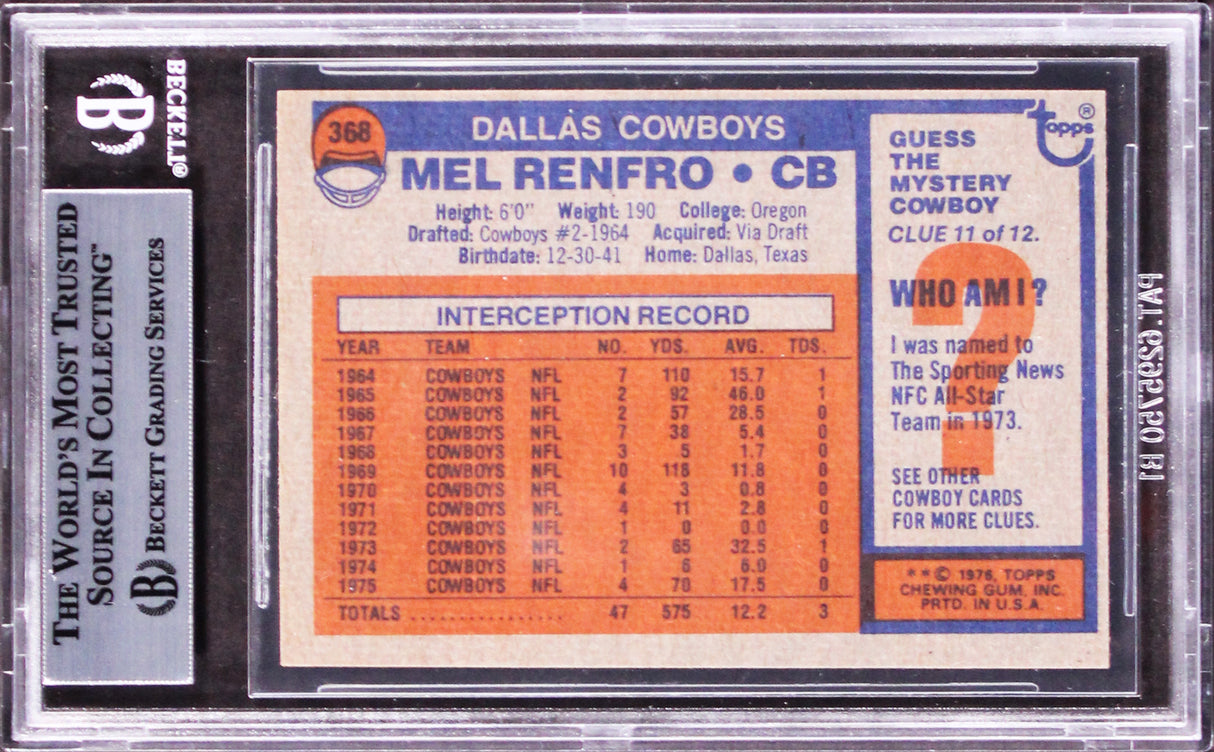 BECKETT®
B
THE WORLD'S MOST TRUSTED
SOURCE IN COLLECTING™
B BECKETT GRADING SERVICES
368
DALLAS COWBOYS
MEL RENFRO • CB
Height: 6'0" Weight: 190 College: Oregon
Drafted: Cowboys #2-1964 Acquired: Via Draft
Birthdate: 12-30-41 Home: Dallas, Texas
INTERCEPTION RECORD
YEAR TEAM NO. YDS. AVG. TDS.
1964 COWBOYS NFL 7 110 15.7 1
1965 COWBOYS NFL 2 92 46.0 1
1966 COWBOYS NFL 2 57 28.5 0
1967 COWBOYS NFL 7 38 5.4 0
1968 COWBOYS NFL 3 5 1.7 0
1969 COWBOYS NFL 10 118 11.8 0
1970 COWBOYS NFL 4 3 0.8 0
1971 COWBOYS NFL 4 11 2.8 0
1972 COWBOYS NFL 1 0 0.0 0
1973 COWBOYS NFL 2 65 32.5 1
1974 COWBOYS NFL 1 6 6.0 0
1975 COWBOYS NFL 4 70 17.5 0
TOTALS ................. 47 575 12.2 3
topps®
GUESS
THE
MYSTERY
COWBOY
CLUE 11 of 12.
WHO AM I?
?
I was named to
The Sporting News
NFC All-Star
Team in 1973.
SEE OTHER
COWBOY CARDS
FOR MORE CLUES.
* * © 1976, TOPPS
CHEWING GUM, INC.
PRTD. IN U.S.A.